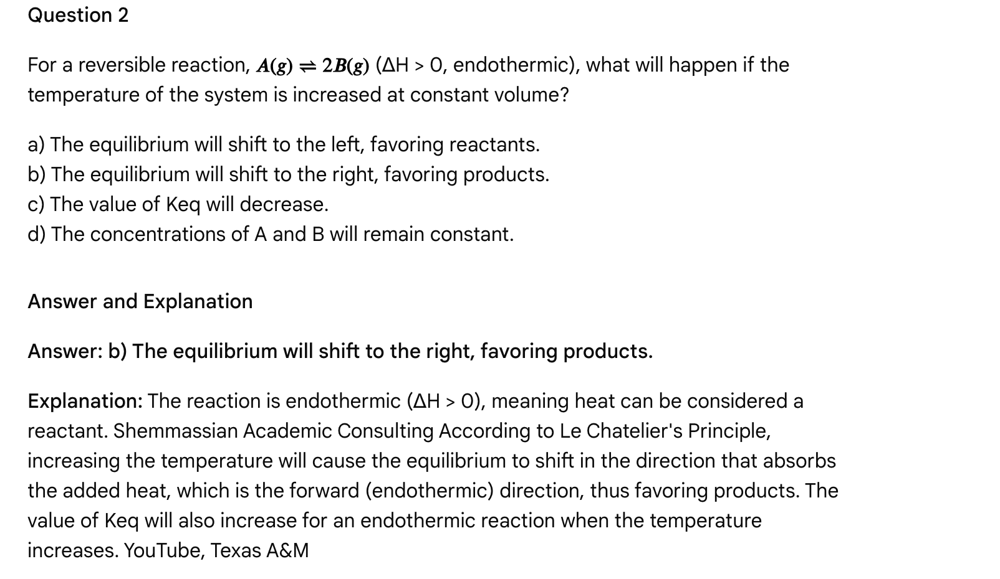 Question 2
For a reversible reaction, A(g) ⇌ 2B(g) (ΔH > 0, endothermic), what will happen if the
temperature of the system is increased at constant volume?
a) The equilibrium will shift to the left, favoring reactants.
b) The equilibrium will shift to the right, favoring products.
c) The value of Keq will decrease.
d) The concentrations of A and B will remain constant.
Answer and Explanation
Answer: b) The equilibrium will shift to the right, favoring products.
Explanation: The reaction is endothermic (ΔH > 0), meaning heat can be considered a
reactant. Shemmassian Academic Consulting According to Le Chatelier's Principle,
increasing the temperature will cause the equilibrium to shift in the direction that absorbs
the added heat, which is the forward (endothermic) direction, thus favoring products. The
value of Keq will also increase for an endothermic reaction when the temperature
increases. YouTube, Texas A&M